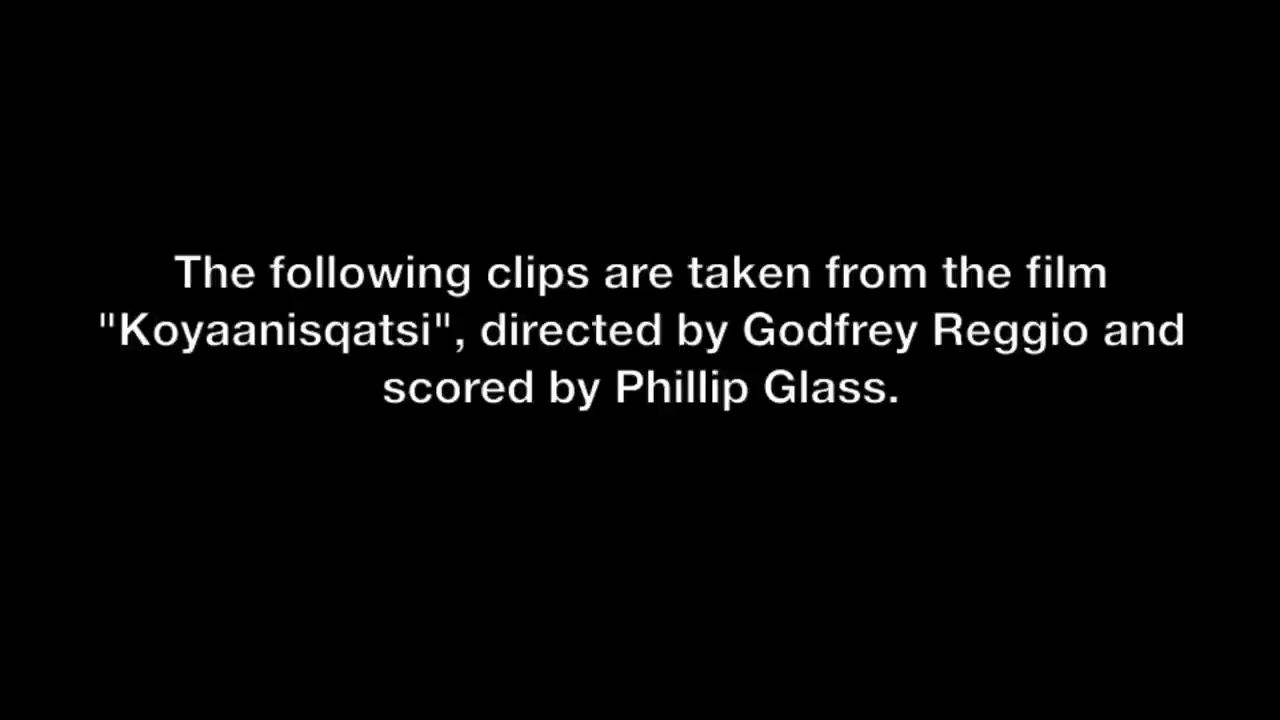 The following clips are taken from the film
"Koyaanisqatsi", directed by Godfrey Reggio and
scored by Phillip Glass.